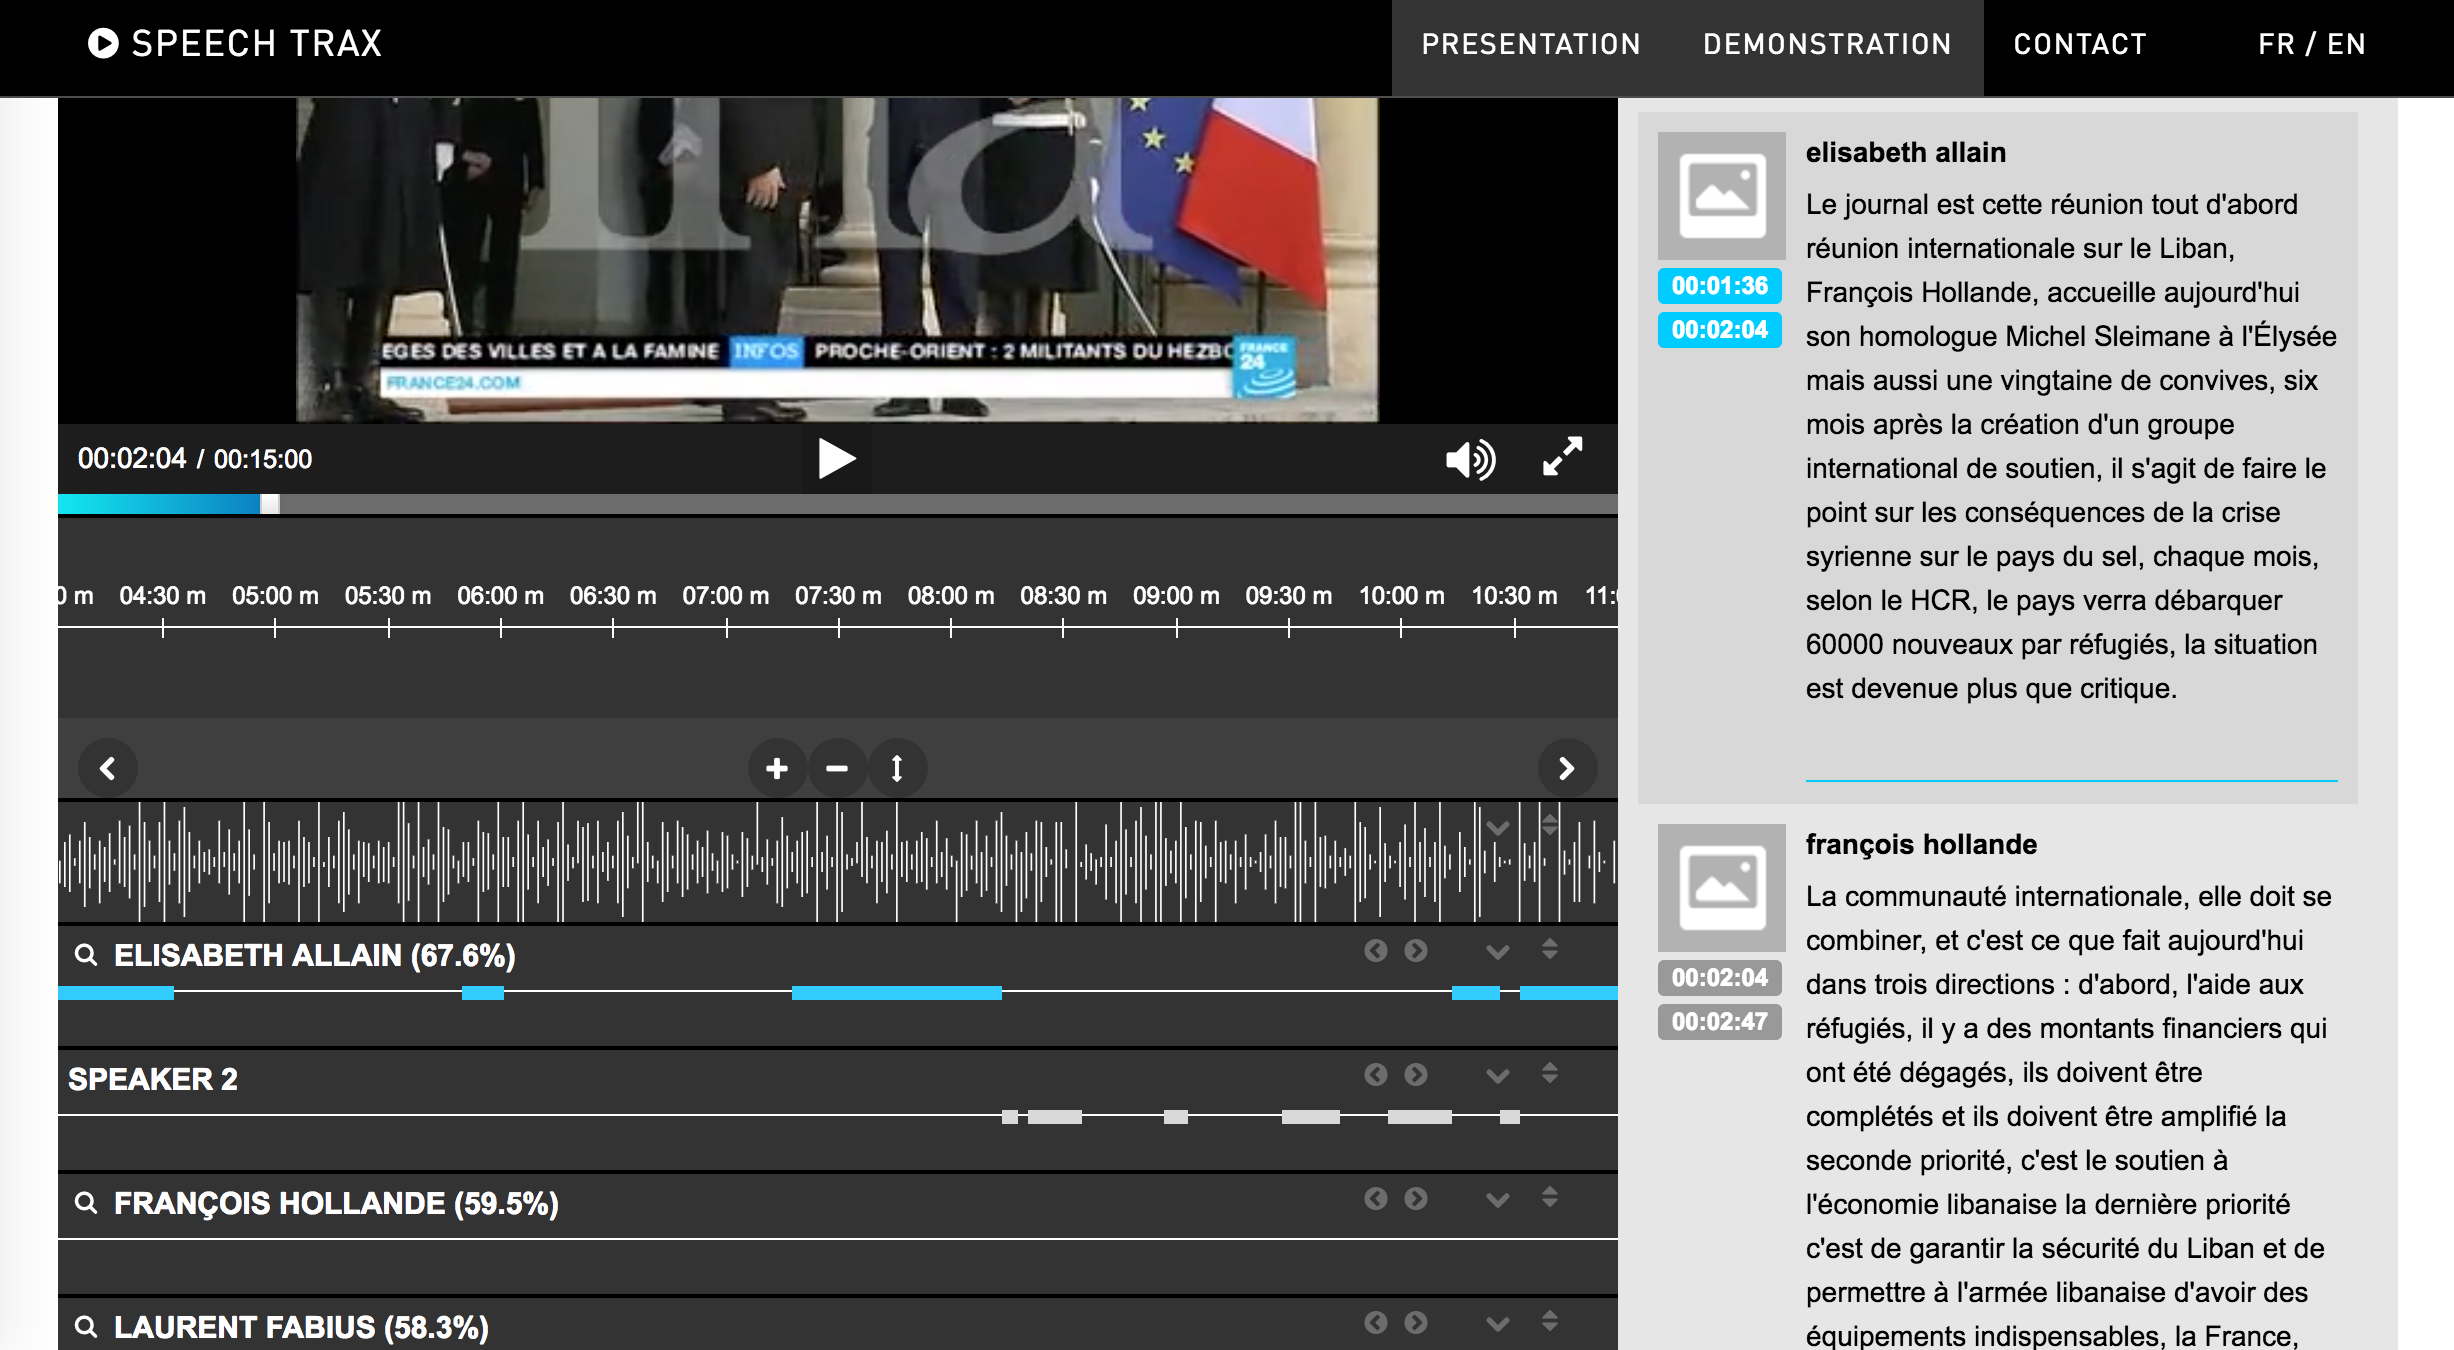 SPEECH TRAX
PRESENTATION
DEMONSTRATION
CONTACT
FR / EN
ina
EGES DES VILLES ET A LA FAMINE INFOS PROCHE-ORIENT : 2 MILITANTS DU HEZBO
FRANCE 24
FRANCE24.COM
00:02:04 / 00:15:00
0 m 04:30 m 05:00 m 05:30 m 06:00 m 06:30 m 07:00 m 07:30 m 08:00 m 08:30 m 09:00 m 09:30 m 10:00 m 10:30 m 11:0
ELISABETH ALLAIN (67.6%)
SPEAKER 2
FRANÇOIS HOLLANDE (59.5%)
LAURENT FABIUS (58.3%)
elisabeth allain
00:01:36
00:02:04
Le journal est cette réunion tout d'abord
réunion internationale sur le Liban,
François Hollande, accueille aujourd'hui
son homologue Michel Sleimane à l'Élysée
mais aussi une vingtaine de convives, six
mois après la création d'un groupe
international de soutien, il s'agit de faire le
point sur les conséquences de la crise
syrienne sur le pays du sel, chaque mois,
selon le HCR, le pays verra débarquer
60000 nouveaux par réfugiés, la situation
est devenue plus que critique.
françois hollande
00:02:04
00:02:47
La communauté internationale, elle doit se
combiner, et c'est ce que fait aujourd'hui
dans trois directions : d'abord, l'aide aux
réfugiés, il y a des montants financiers qui
ont été dégagés, ils doivent être
complétés et ils doivent être amplifié la
seconde priorité, c'est le soutien à
l'économie libanaise la dernière priorité
c'est de garantir la sécurité du Liban et de
permettre à l'armée libanaise d'avoir des
équipements indispensables, la France,